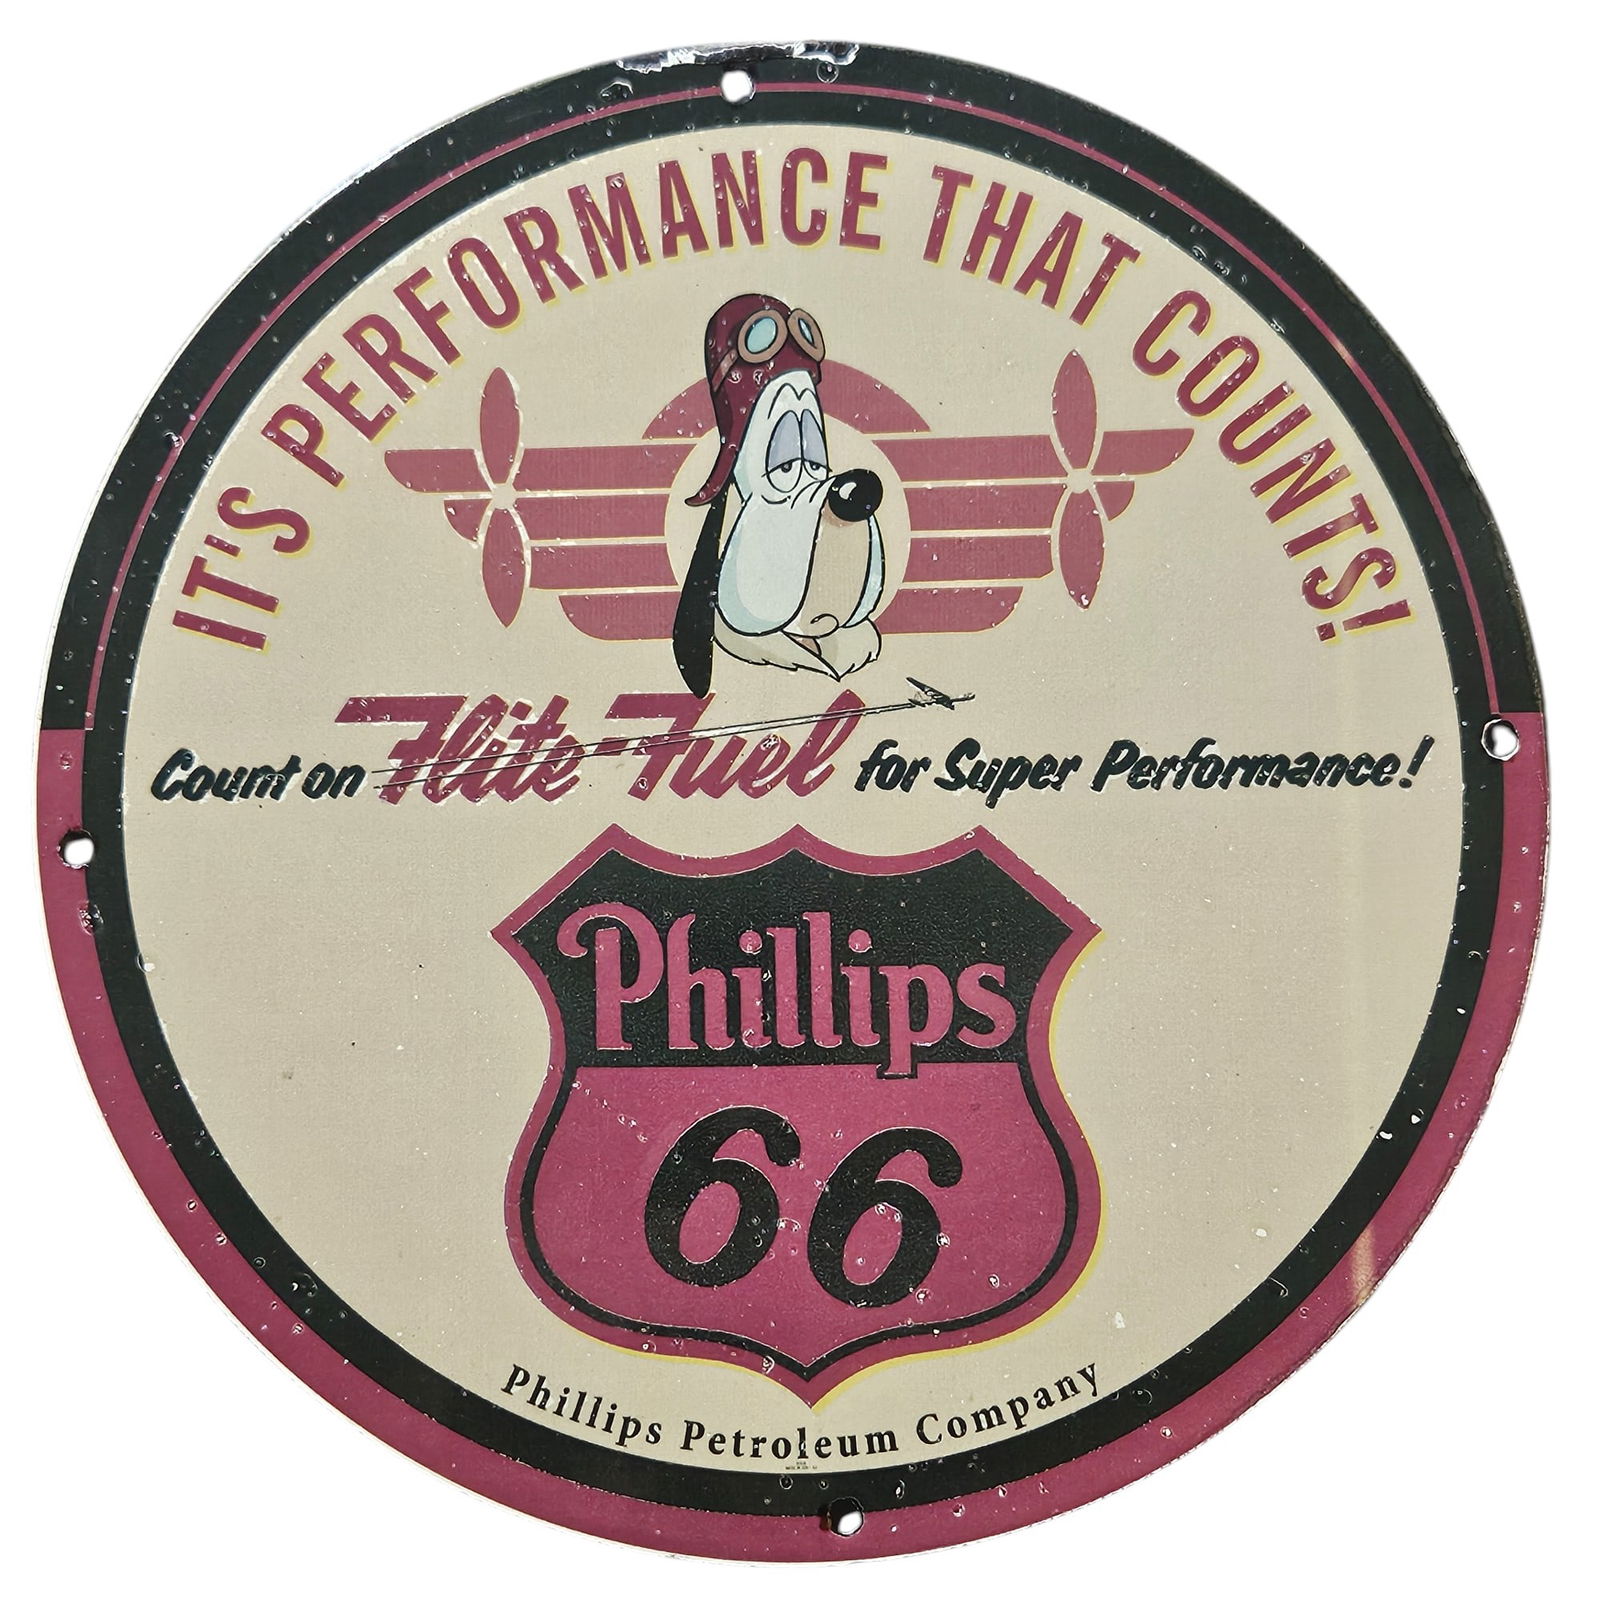 IT'S PERFORMANCE THAT COUNTS!
Count on Flite-Fuel for Super Performance!
Phillips
66
Phillips Petroleum Company